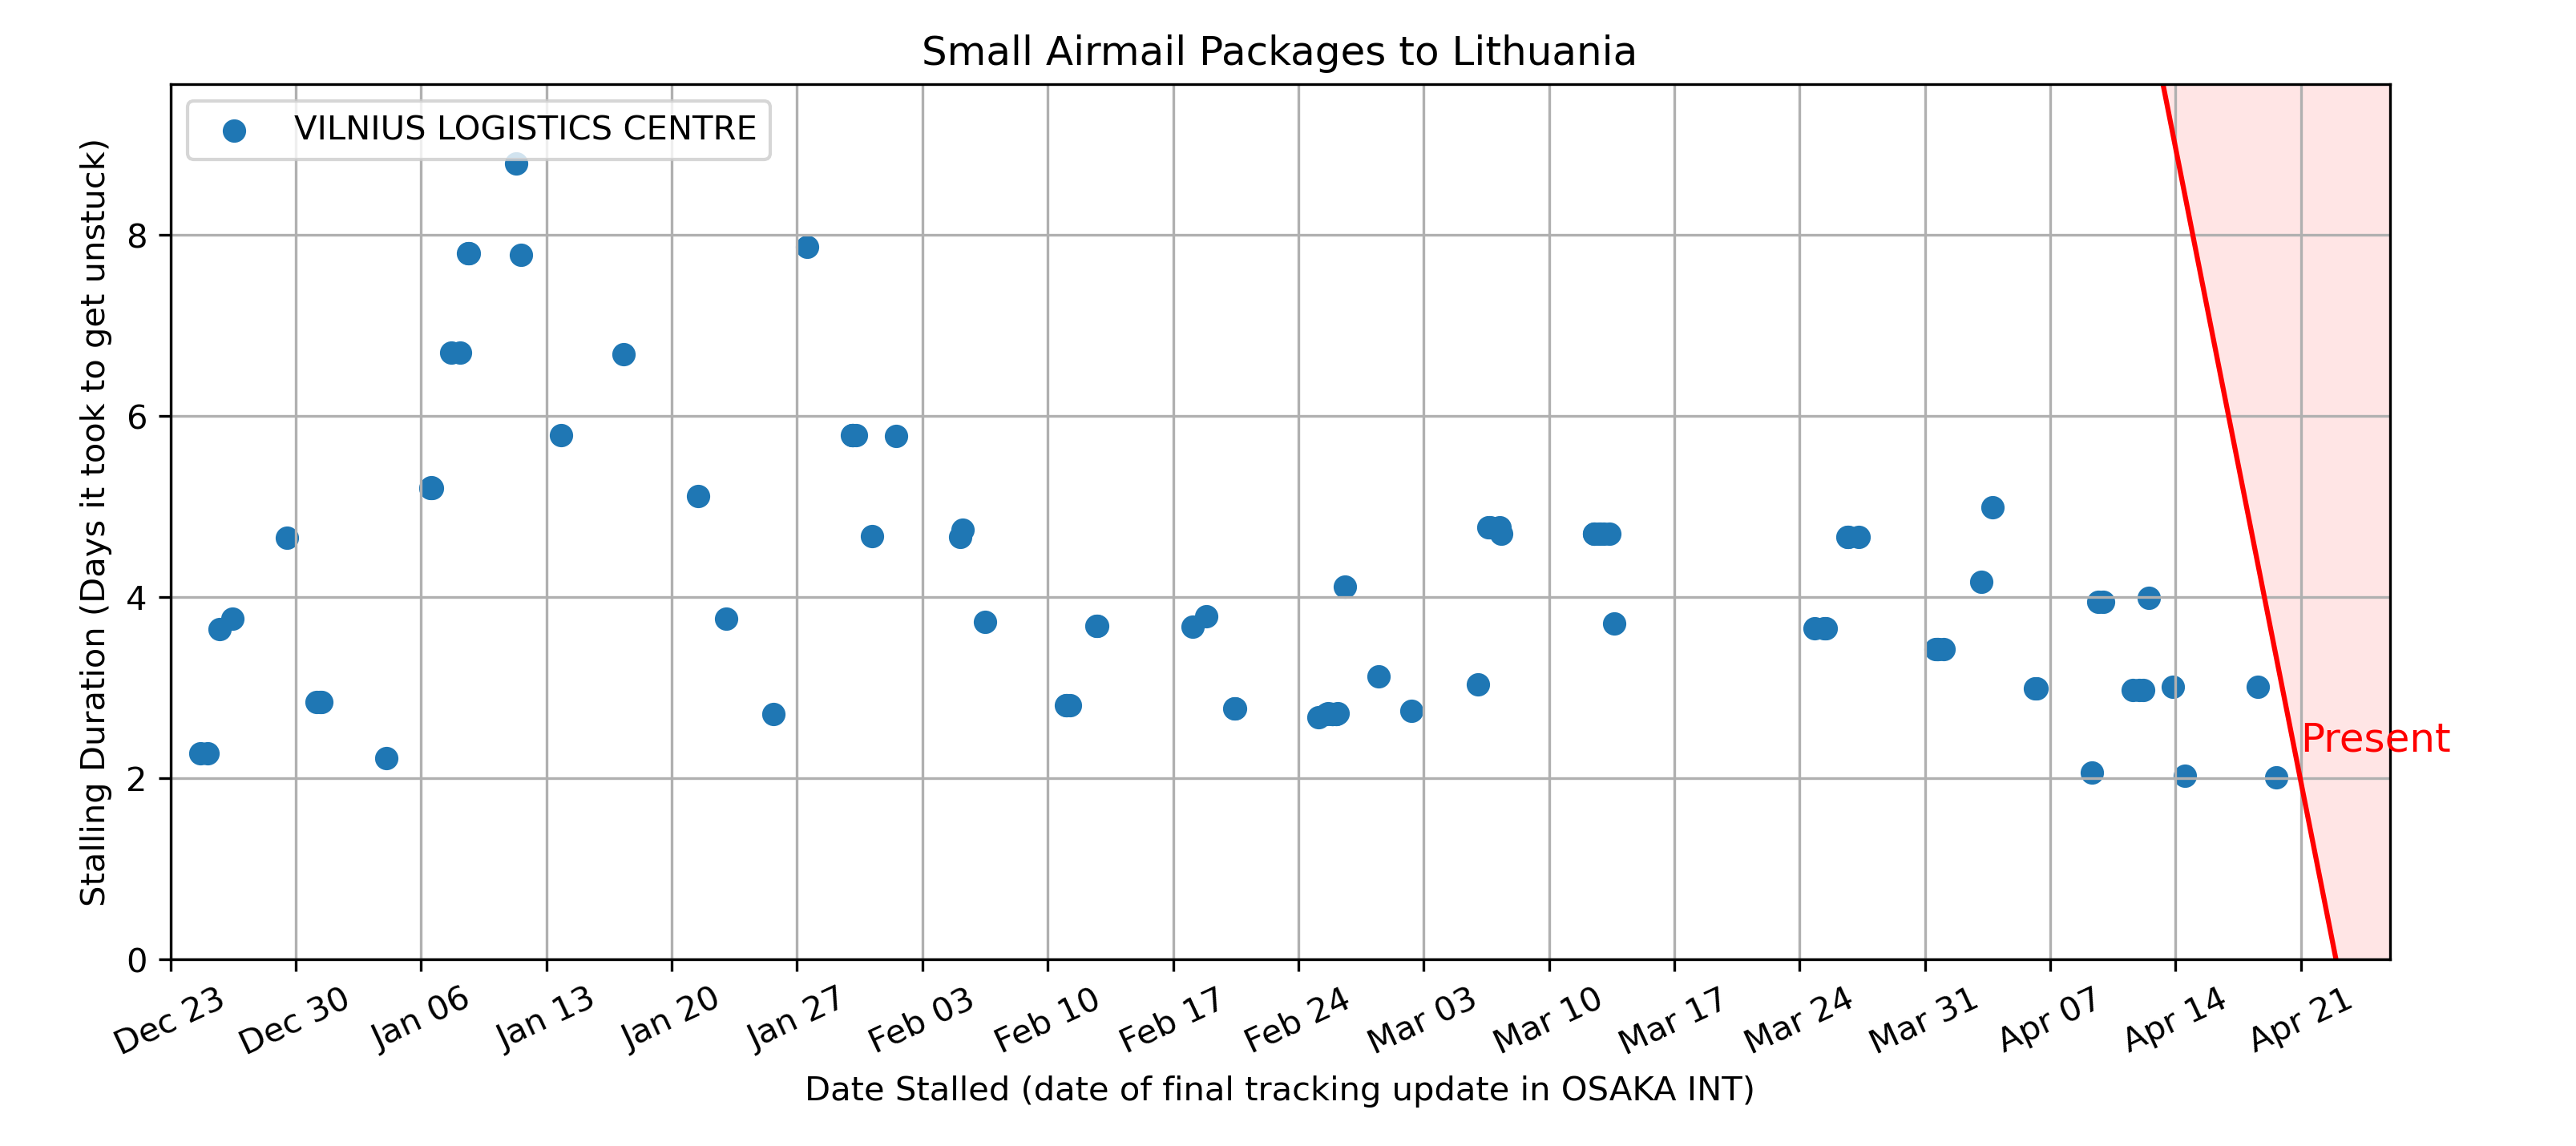 Small Airmail Packages to Lithuania
VILNIUS LOGISTICS CENTRE
Stalling Duration (Days it took to get unstuck)
8
6
4
2
0
Present
Dec 23
Dec 30
Jan 06
Jan 13
Jan 20
Jan 27
Feb 03
Feb 10
Feb 17
Feb 24
Mar 03
Mar 10
Mar 17
Mar 24
Mar 31
Apr 07
Apr 14
Apr 21
Date Stalled (date of final tracking update in OSAKA INT)